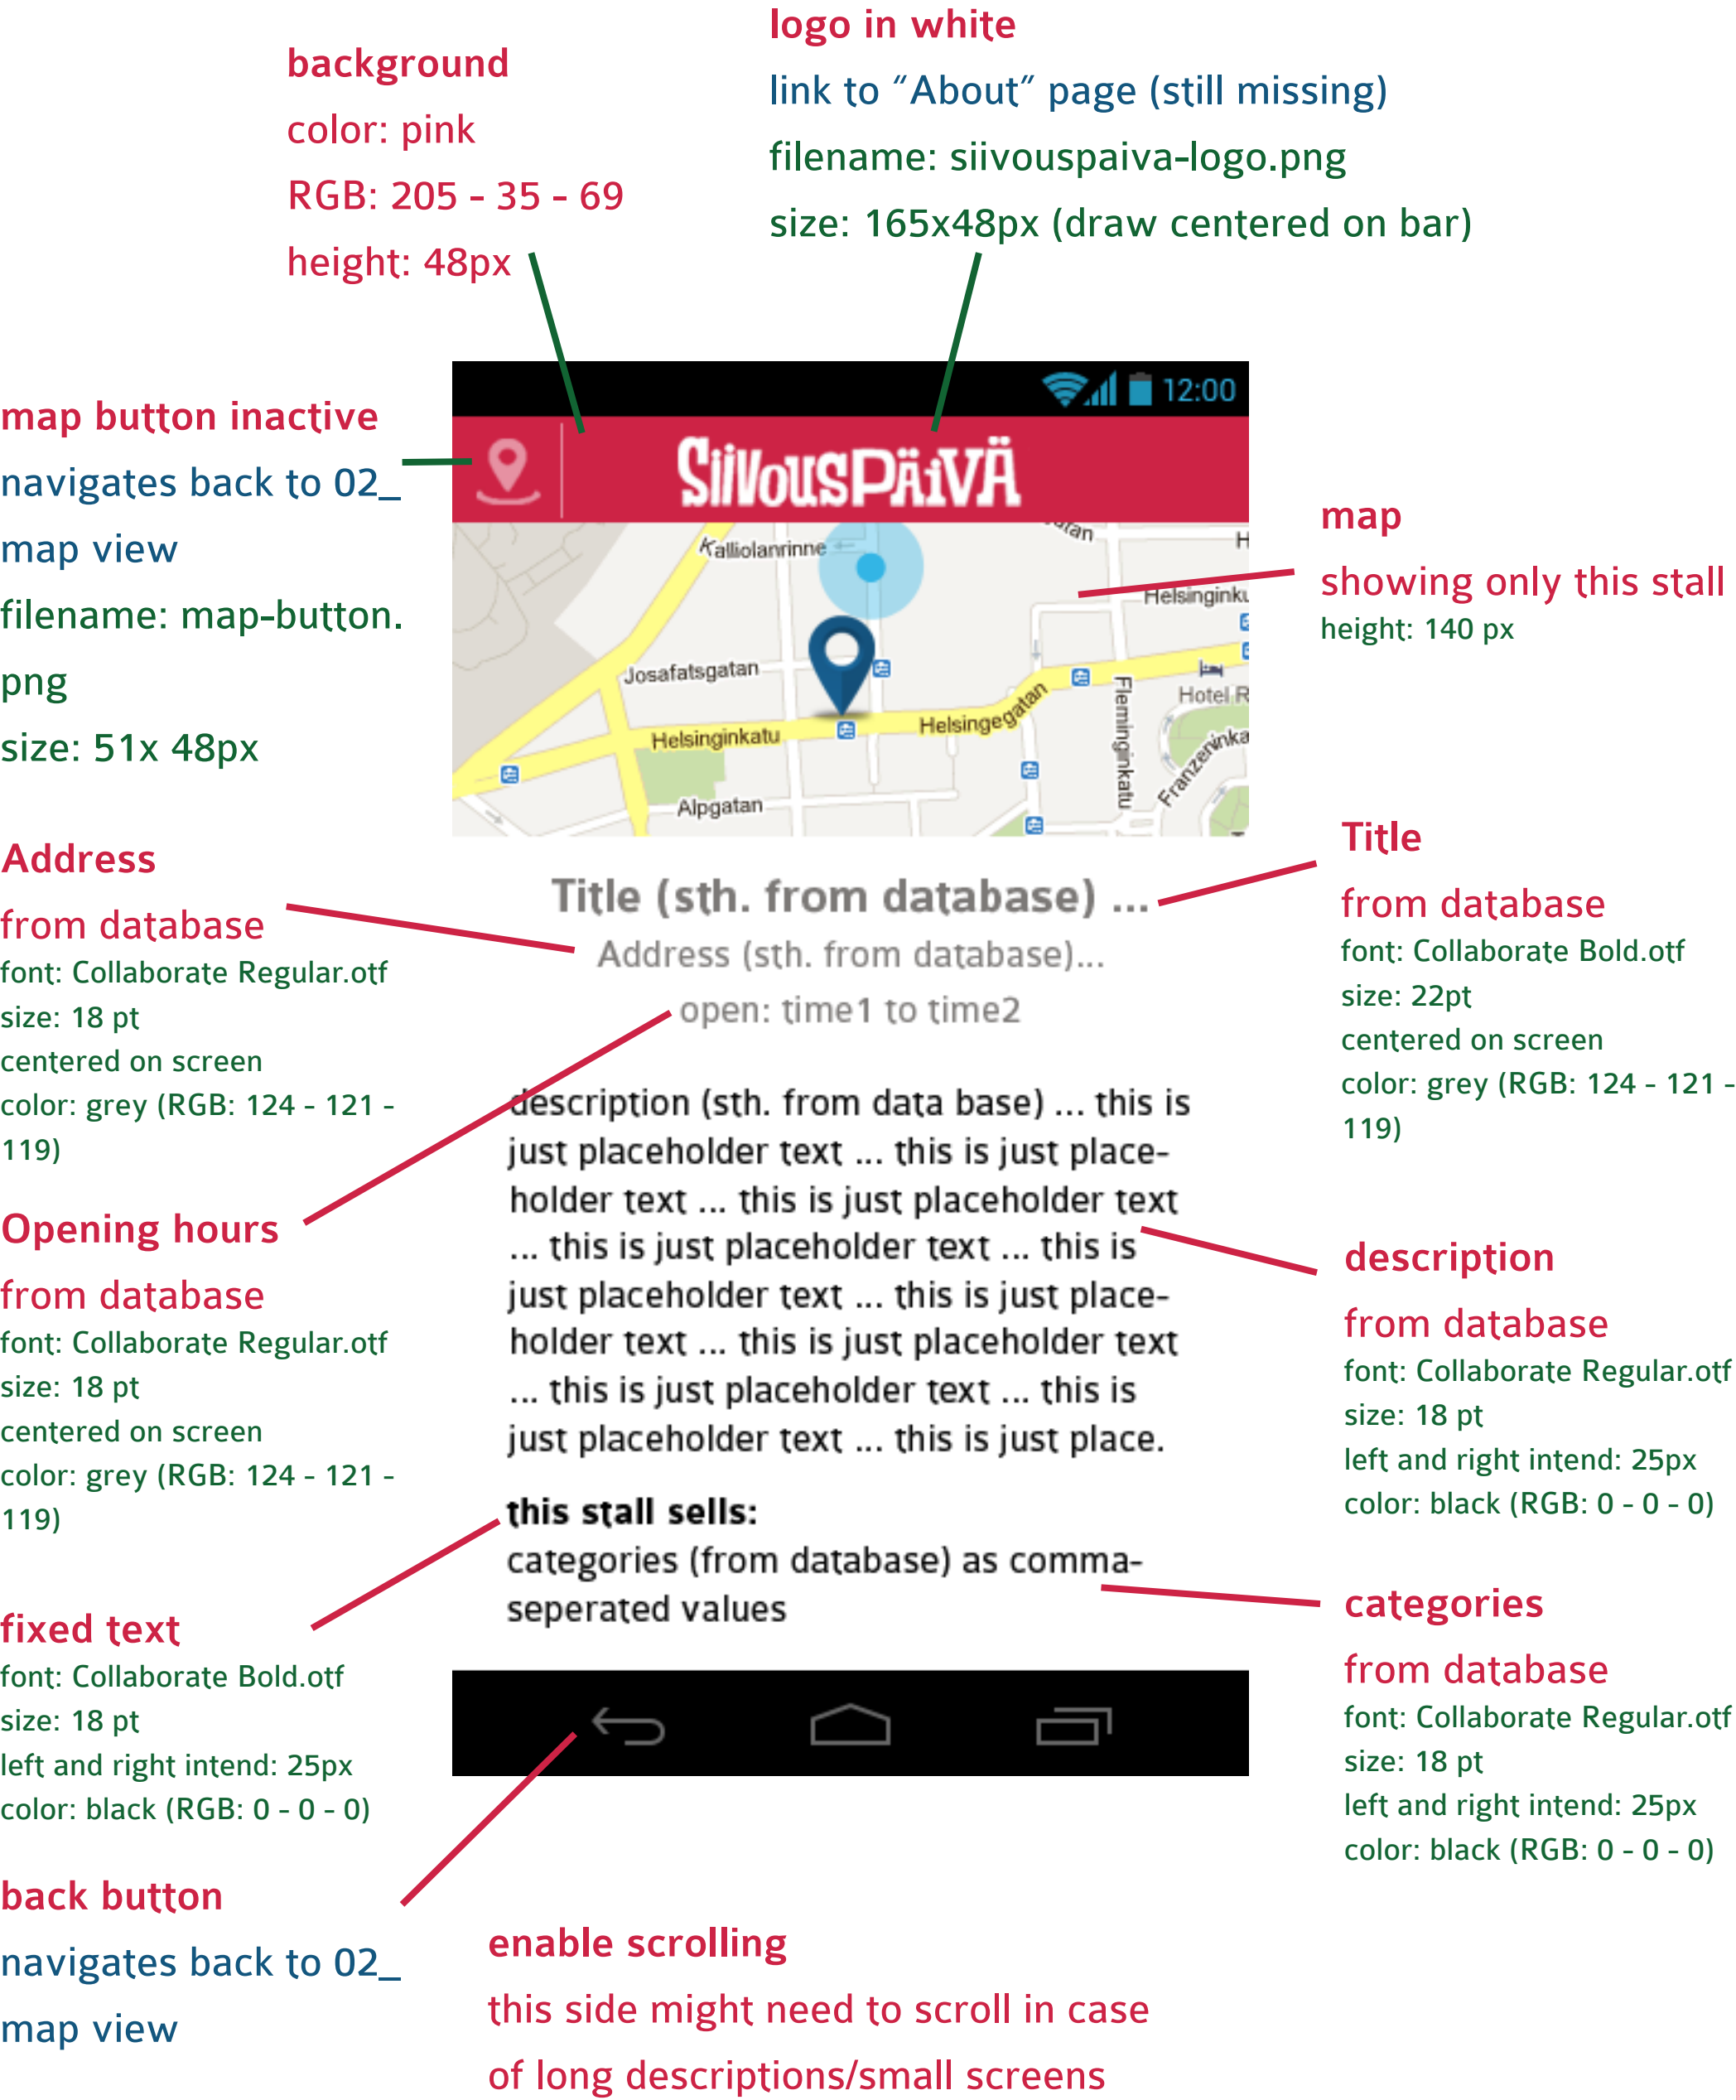 logo in white
link to “About” page (still missing)
filename: siivouspaiva-logo.png
size: 165x48px (draw centered on bar)
background
color: pink
RGB: 205 - 35 - 69
height: 48px
map button inactive
navigates back to 02_
map view
filename: map-button.
png
size: 51x 48px
12:00
SiiVOUSPÄiVÄ
Kalliolanrinne
Helsinginku
Josafatsgatan
Hotel R
Helsinginkatu
Helsingegatan
Fleminginkatu
Franzeninka
Alpgatan
map
showing only this stall
height: 140 px
Address
from database
font: Collaborate Regular.otf
size: 18 pt
centered on screen
color: grey (RGB: 124 - 121 -
119)
Title
from database
font: Collaborate Bold.otf
size: 22pt
centered on screen
color: grey (RGB: 124 - 121 -
119)
Title (sth. from database) ...
Address (sth. from database)...
open: time1 to time2
description (sth. from data base) ... this is
just placeholder text ... this is just place-
holder text ... this is just placeholder text
... this is just placeholder text ... this is
just placeholder text ... this is just place-
holder text ... this is just placeholder text
... this is just placeholder text ... this is
just placeholder text ... this is just place.
this stall sells:
categories (from database) as comma-
seperated values
Opening hours
from database
font: Collaborate Regular.otf
size: 18 pt
centered on screen
color: grey (RGB: 124 - 121 -
119)
description
from database
font: Collaborate Regular.otf
size: 18 pt
left and right intend: 25px
color: black (RGB: 0 - 0 - 0)
fixed text
font: Collaborate Bold.otf
size: 18 pt
left and right intend: 25px
color: black (RGB: 0 - 0 - 0)
categories
from database
font: Collaborate Regular.otf
size: 18 pt
left and right intend: 25px
color: black (RGB: 0 - 0 - 0)
back button
navigates back to 02_
map view
enable scrolling
this side might need to scroll in case
of long descriptions/small screens